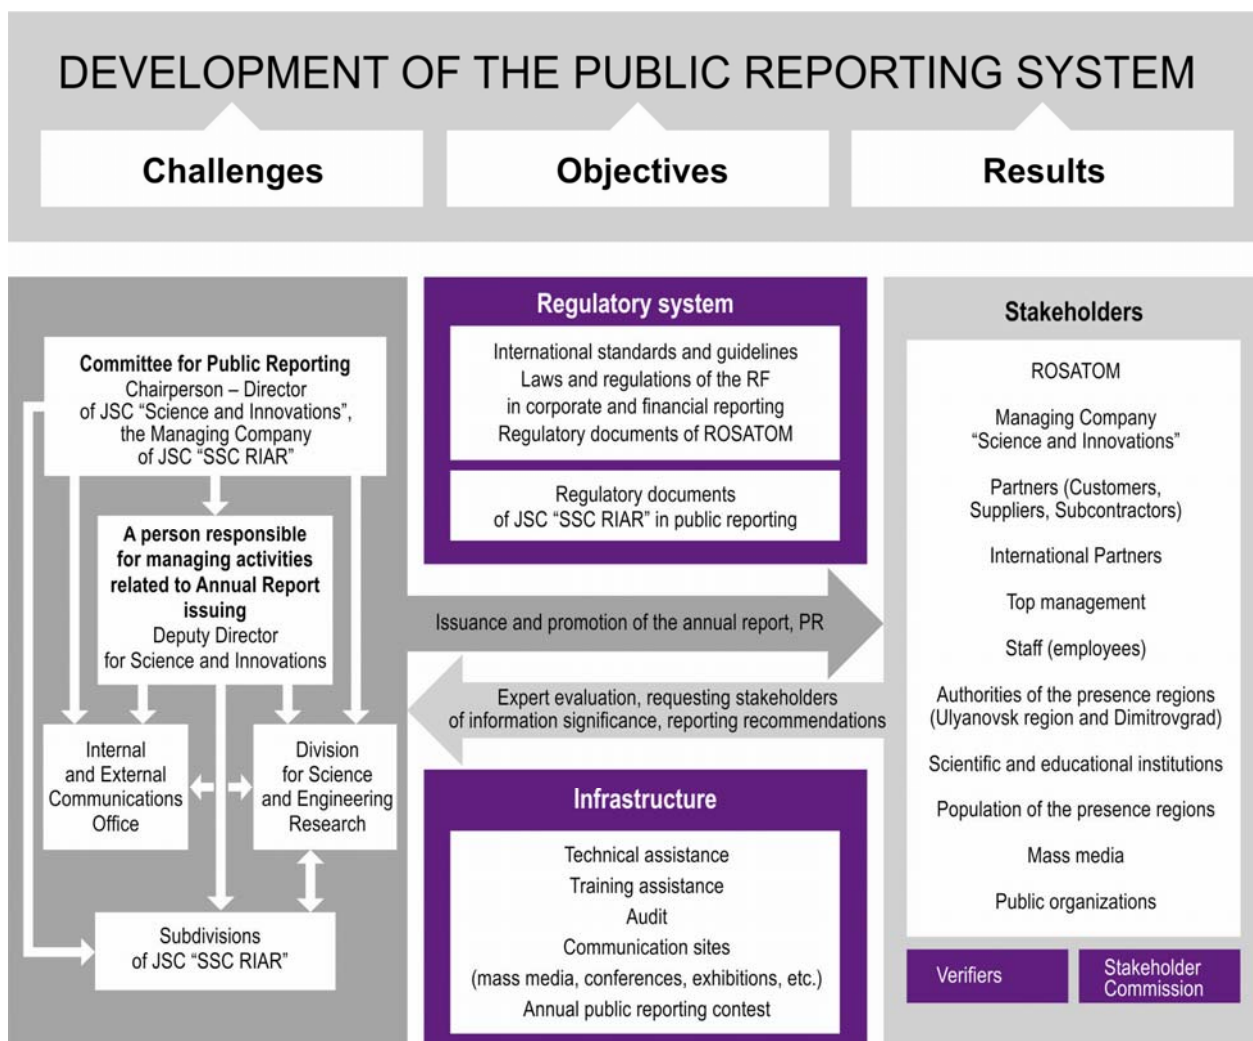 DEVELOPMENT OF THE PUBLIC REPORTING SYSTEM
Challenges
Objectives
Results
Committee for Public Reporting
Chairperson – Director
of JSC “Science and Innovations”,
the Managing Company
of JSC “SSC RIAR”
A person responsible
for managing activities
related to Annual Report
issuing
Deputy Director
for Science and Innovations
Internal
and External
Communications
Office
Division
for Science
and Engineering
Research
Subdivisions
of JSC “SSC RIAR”
Regulatory system
International standards and guidelines
Laws and regulations of the RF
in corporate and financial reporting
Regulatory documents of ROSATOM
Regulatory documents
of JSC “SSC RIAR” in public reporting
Issuance and promotion of the annual report, PR
Expert evaluation, requesting stakeholders
of information significance, reporting recommendations
Infrastructure
Technical assistance
Training assistance
Audit
Communication sites
(mass media, conferences, exhibitions, etc.)
Annual public reporting contest
Stakeholders
ROSATOM
Managing Company
“Science and Innovations”
Partners (Customers,
Suppliers, Subcontractors)
International Partners
Top management
Staff (employees)
Authorities of the presence regions
(Ulyanovsk region and Dimitrovgrad)
Scientific and educational institutions
Population of the presence regions
Mass media
Public organizations
Verifiers
Stakeholder
Commission